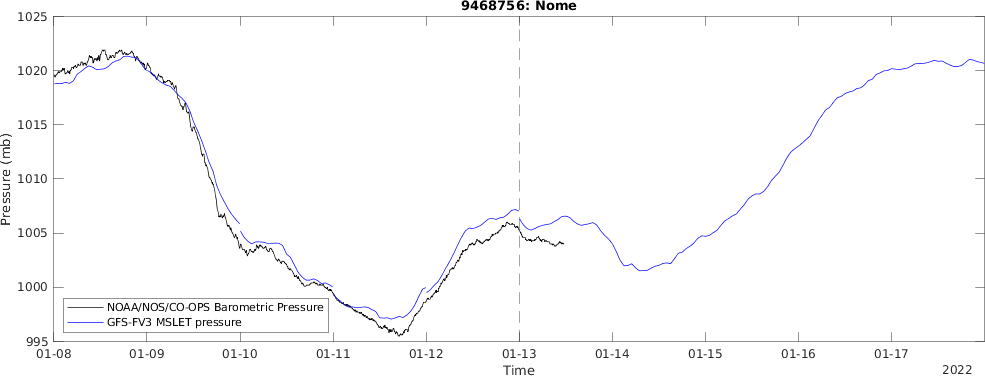 9468756: Nome
1025
1020
1015
1010
1005
1000
995
Pressure (mb)
NOAA/NOS/CO-OPS Barometric Pressure
GFS-FV3 MSLET pressure
01-08 01-09 01-10 01-11 01-12 01-13 01-14 01-15 01-16 01-17
Time
2022